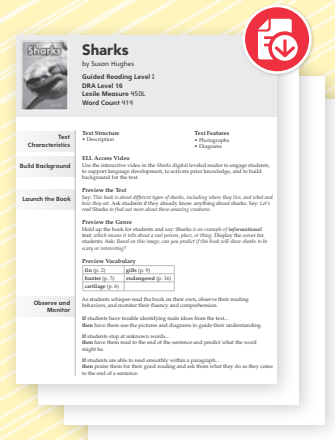 Sharks
Sharks
by Susan Hughes
Guided Reading Level I
DRA Level 16
Lexile Measure 450L
Word Count 414
Text
Characteristics
Text Structure
• Description
Text Features
• Photographs
• Diagrams
Build Background
ELL Access Video
Use the interactive video in the Sharks digital leveled reader to engage students,
to support language development, to activate prior knowledge, and to build
background for the text.
Launch the Book
Preview the Text
Say: This book is about different types of sharks, including where they live, and what and
how they eat. Ask students if they already know anything about sharks. Say: Let's
read Sharks to find out more about these amazing creatures.
Preview the Genre
Hold up the book for students and say: Sharks is an example of informational
text, which means it tells about a real person, place, or thing. Display the cover for
students. Ask: Based on this image, can you predict if this book will show sharks to be
scary or interesting?
Preview Vocabulary
fin (p. 2) gills (p. 9)
hunter (p. 5) endangered (p. 16)
cartilage (p. 6)
Observe and
Monitor
As students whisper-read the book on their own, observe their reading
behaviors, and monitor their fluency and comprehension.
If students have trouble identifying main ideas from the text...
then have them use the pictures and diagrams to guide their understanding.
If students stop at unknown words...
then have them read to the end of the sentence and predict what the word
might be.
If students are able to read smoothly within a paragraph...
then praise them for their good reading and ask them what they do as they come
to the end of a sentence.